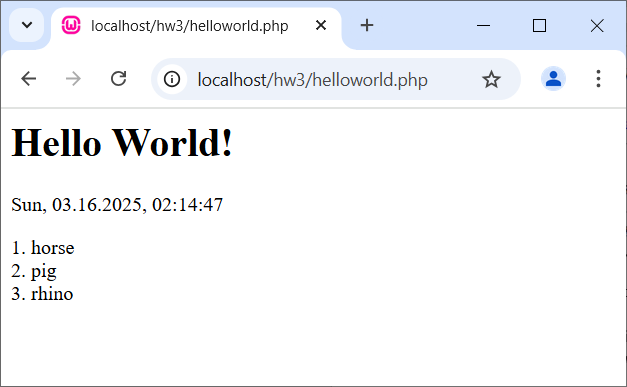 localhost/hw3/helloworld.php
localhost/hw3/helloworld.php
Hello World!
Sun, 03.16.2025, 02:14:47
1. horse
2. pig
3. rhino